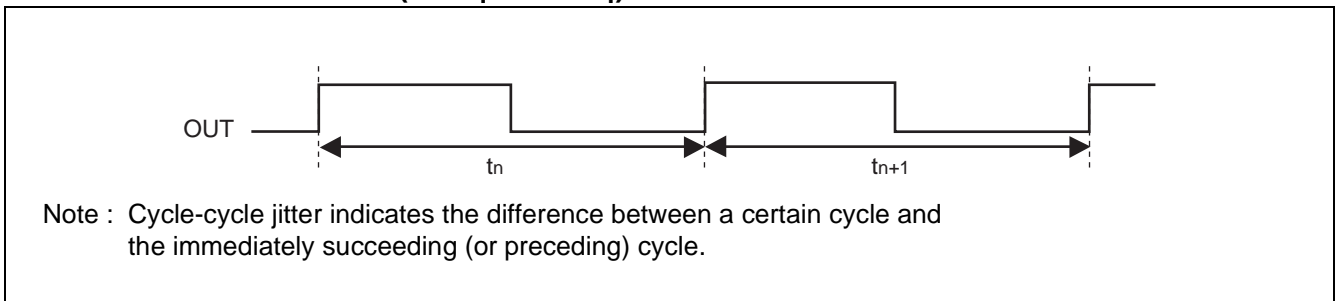 OUT
tn
tn+1
Note : Cycle-cycle jitter indicates the difference between a certain cycle and
the immediately succeeding (or preceding) cycle.